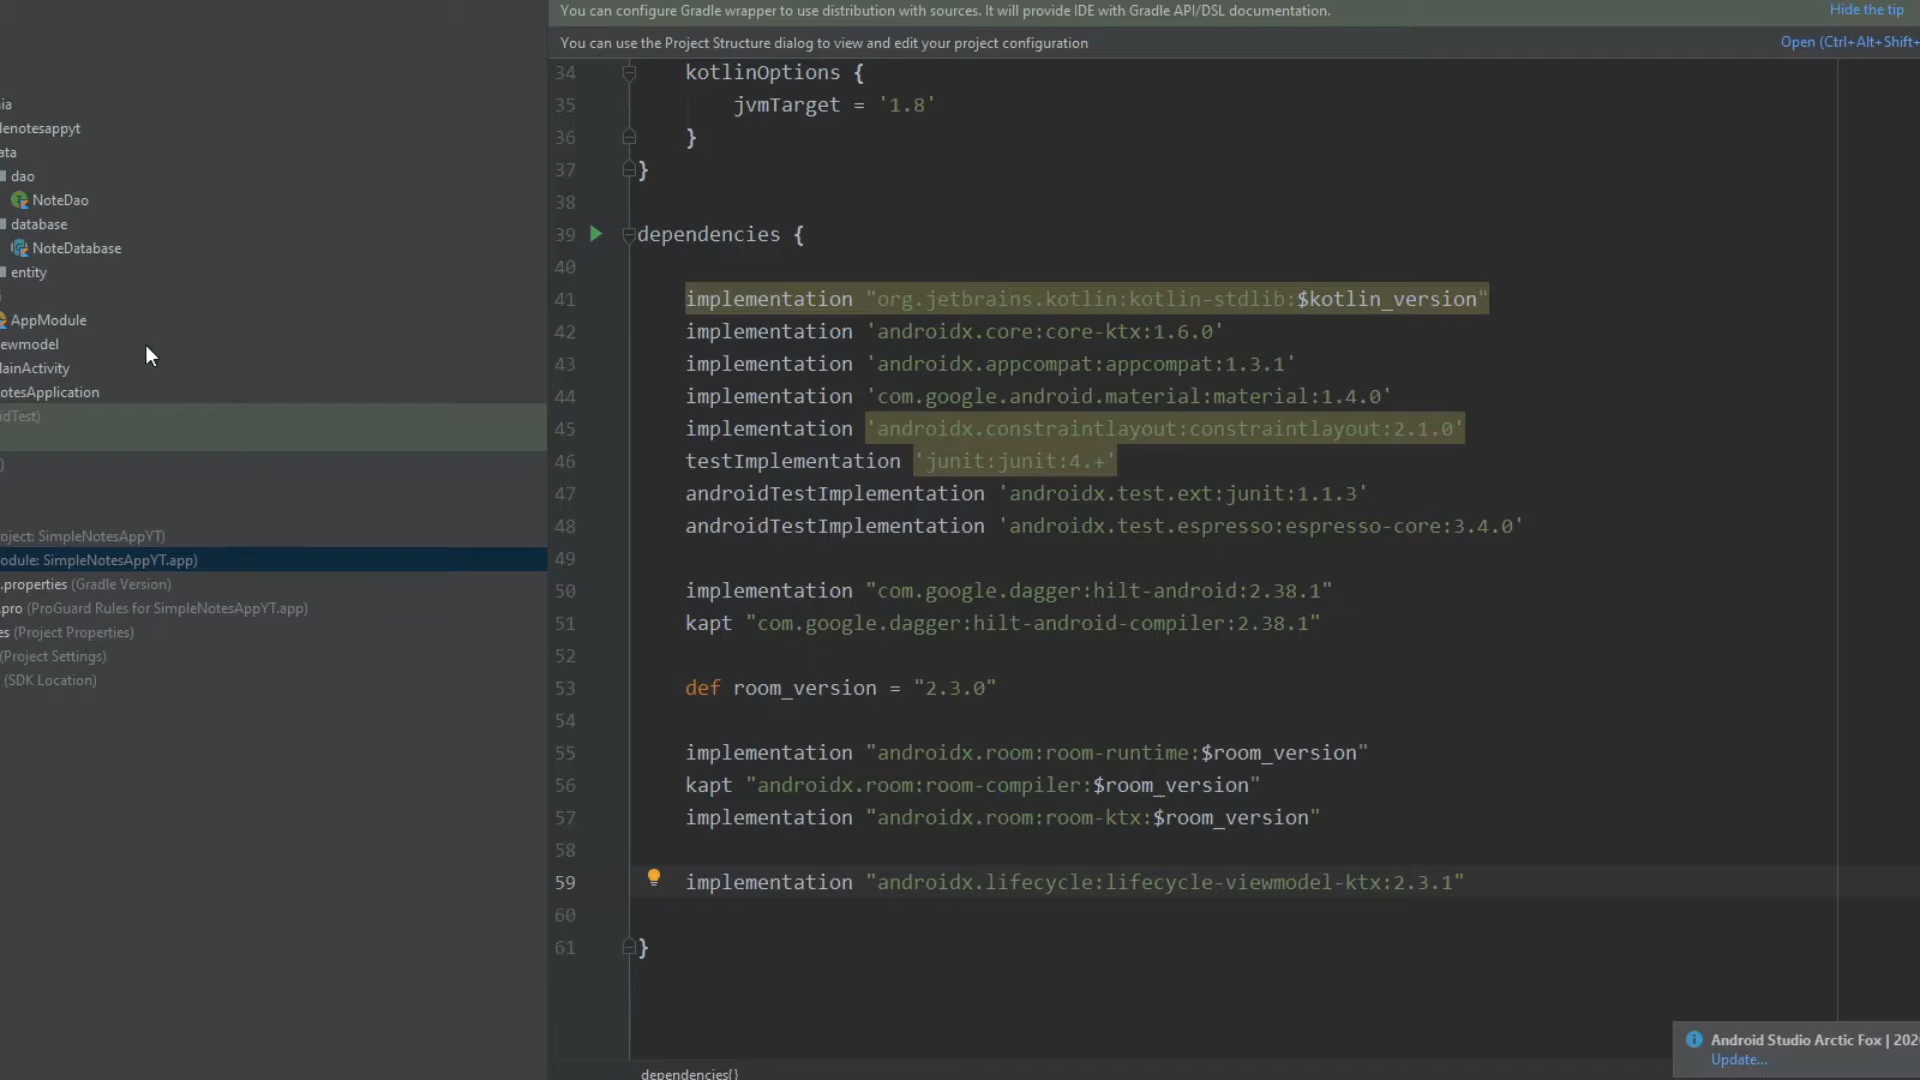 You can configure Gradle wrapper to use distribution with sources. It will provide IDE with Gradle API/DSL documentation.
Hide the tip
You can use the Project Structure dialog to view and edit your project configuration
Open (Ctrl+Alt+Shift+
ia
lenotesappyt
ata
dao
NoteDao
database
NoteDatabase
entity
AppModule
ewmodel
MainActivity
otesApplication
idTest)
)
oject: SimpleNotesAppYT)
odule: SimpleNotesAppYT.app)
.properties (Gradle Version)
.pro (ProGuard Rules for SimpleNotesAppYT.app)
es (Project Properties)
(Project Settings)
(SDK Location)
34 kotlinOptions {
35 jvmTarget = '1.8'
36 }
37 }
38
39 dependencies {
40
41 implementation "org.jetbrains.kotlin:kotlin-stdlib:$kotlin_version"
42 implementation 'androidx.core:core-ktx:1.6.0'
43 implementation 'androidx.appcompat:appcompat:1.3.1'
44 implementation 'com.google.android.material:material:1.4.0'
45 implementation 'androidx.constraintlayout:constraintlayout:2.1.0'
46 testImplementation 'junit:junit:4.+'
47 androidTestImplementation 'androidx.test.ext:junit:1.1.3'
48 androidTestImplementation 'androidx.test.espresso:espresso-core:3.4.0'
49
50 implementation "com.google.dagger:hilt-android:2.38.1"
51 kapt "com.google.dagger:hilt-android-compiler:2.38.1"
52
53 def room_version = "2.3.0"
54
55 implementation "androidx.room:room-runtime:$room_version"
56 kapt "androidx.room:room-compiler:$room_version"
57 implementation "androidx.room:room-ktx:$room_version"
58
59 implementation "androidx.lifecycle:lifecycle-viewmodel-ktx:2.3.1"
60
61 }
dependencies{}
Android Studio Arctic Fox | 202
Update...